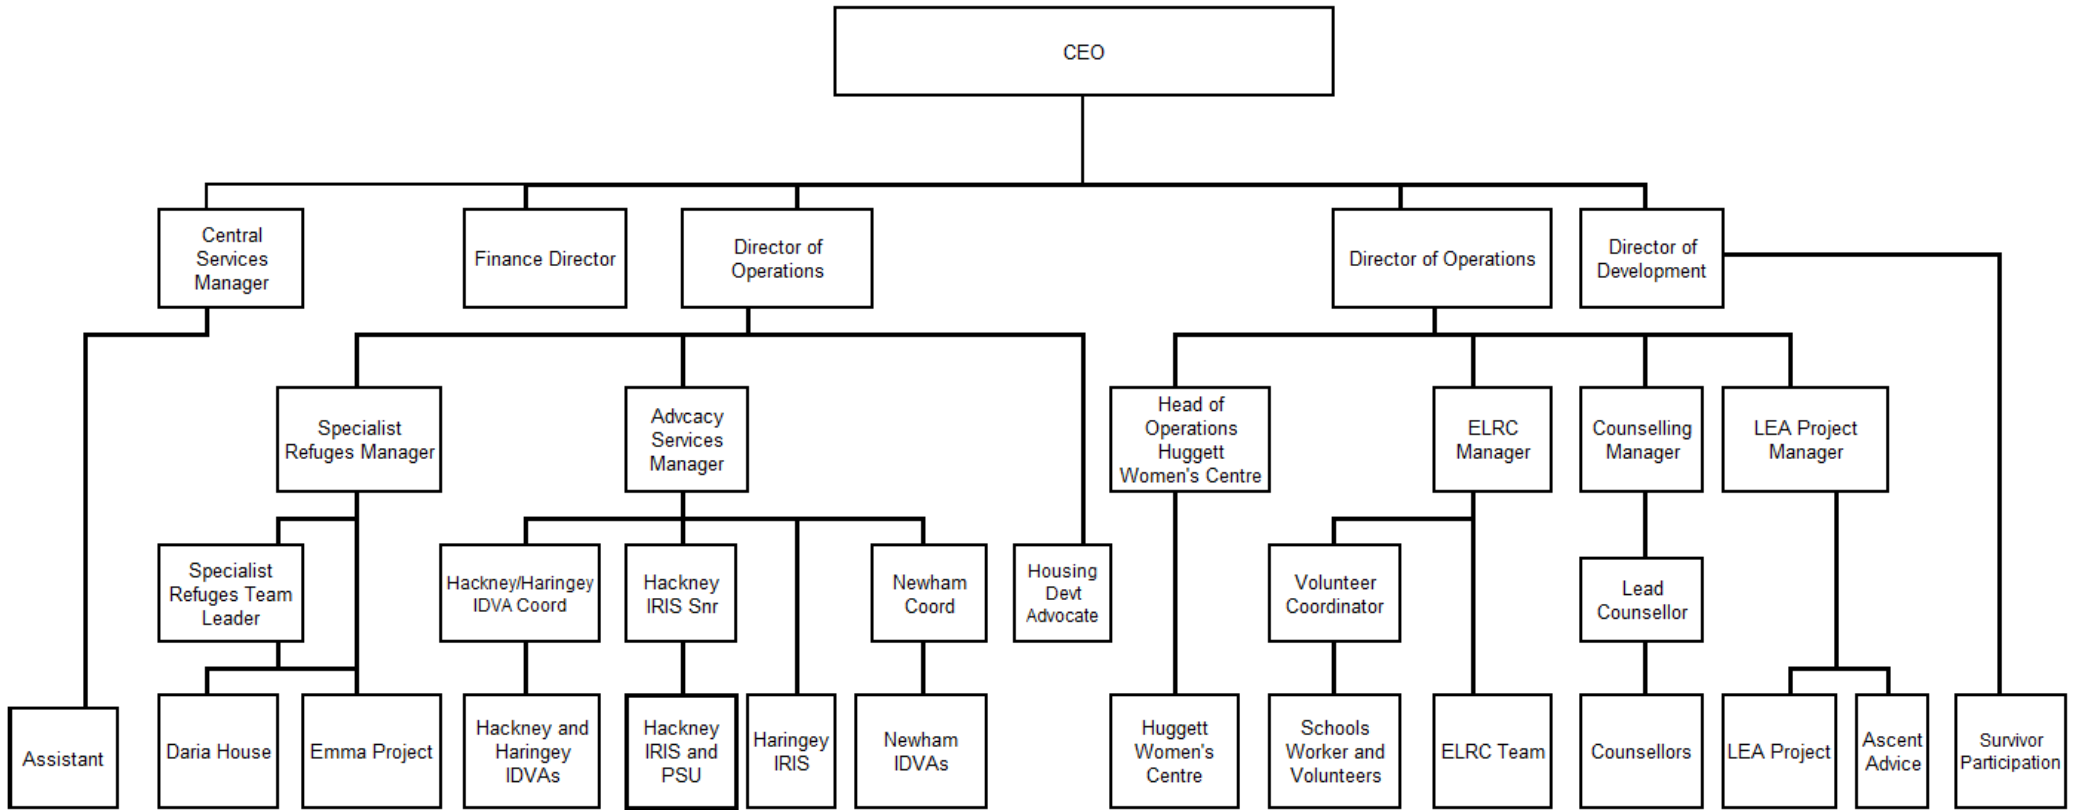 CEO
Central
Services
Manager
Finance Director
Director of
Operations
Director of Operations
Director of
Development
Specialist
Refuges Manager
Advcacy
Services
Manager
Head of
Operations
Huggett
Women's Centre
ELRC
Manager
Counselling
Manager
LEA Project
Manager
Specialist
Refuges Team
Leader
Hackney/Haringey
IDVA Coord
Hackney
IRIS Snr
Newham
Coord
Housing
Devt
Advocate
Volunteer
Coordinator
Lead
Counsellor
Assistant
Daria House
Emma Project
Hackney and
Haringey
IDVAs
Hackney
IRIS and
PSU
Haringey
IRIS
Newham
IDVAs
Huggett
Women's
Centre
Schools
Worker and
Volunteers
ELRC Team
Counsellors
LEA Project
Ascent
Advice
Survivor
Participation